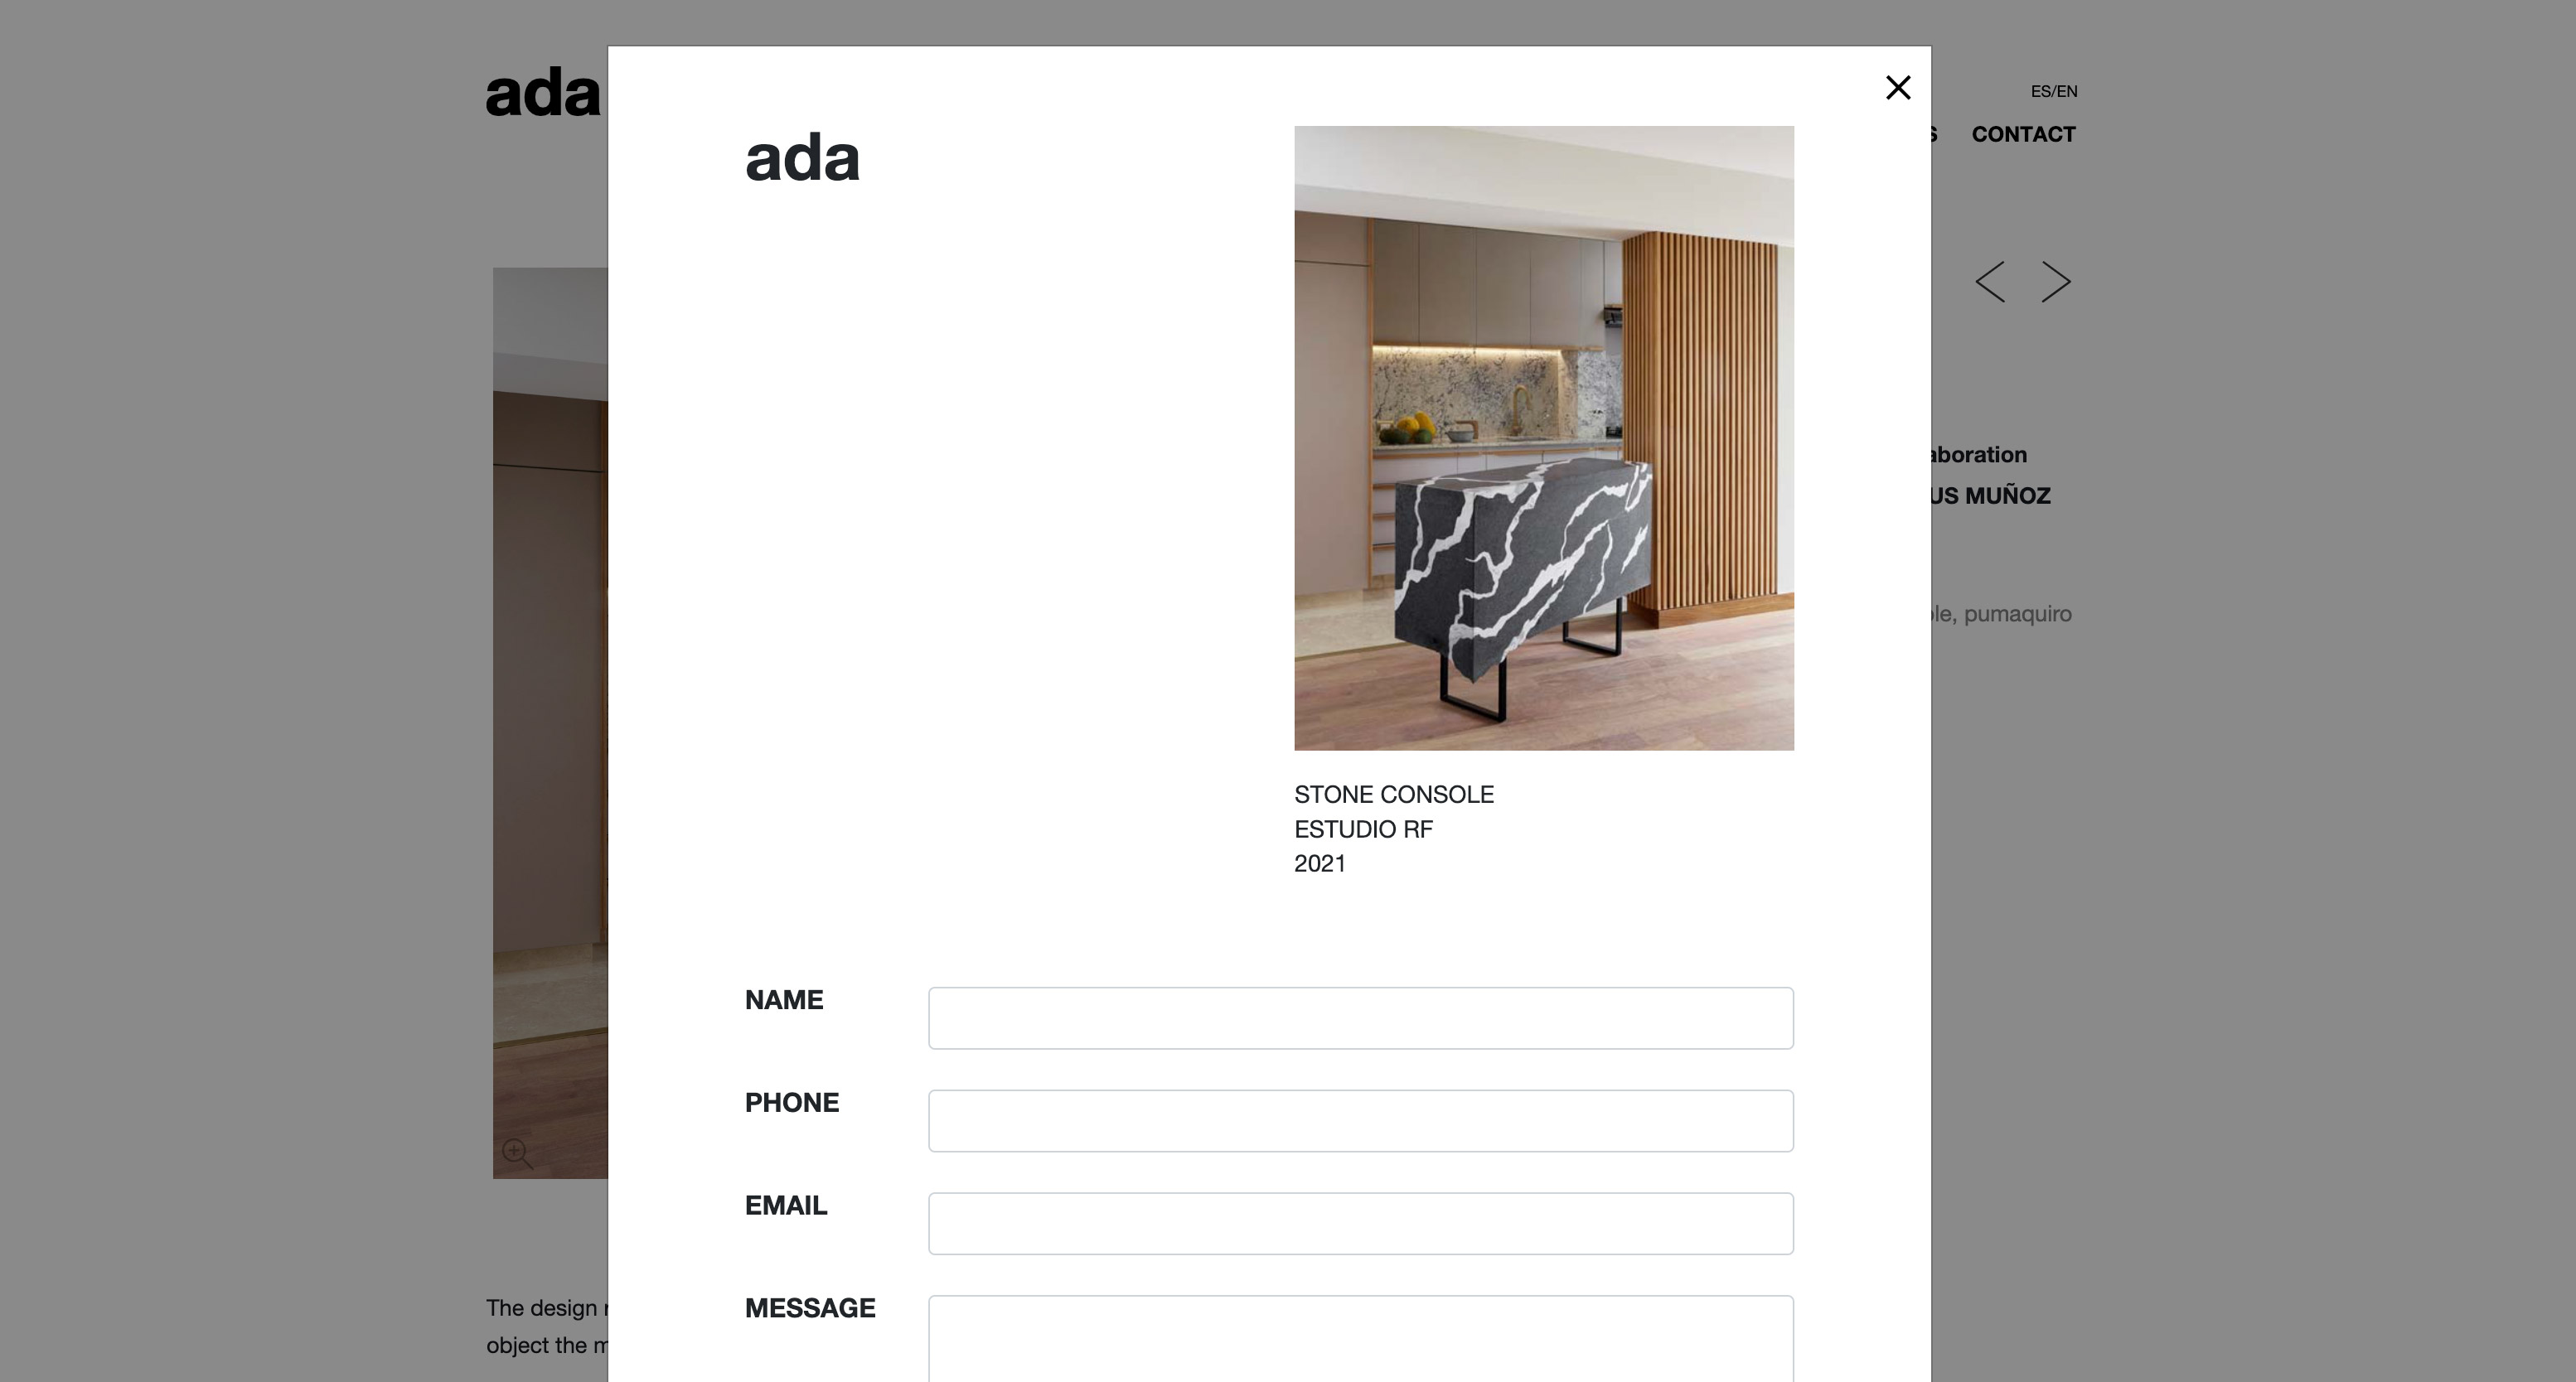 ada
ES/EN
CONTACT
ada
aboration
US MUÑOZ
pumaquiro
STONE CONSOLE
ESTUDIO RF
2021
NAME
PHONE
EMAIL
MESSAGE
The design
object the